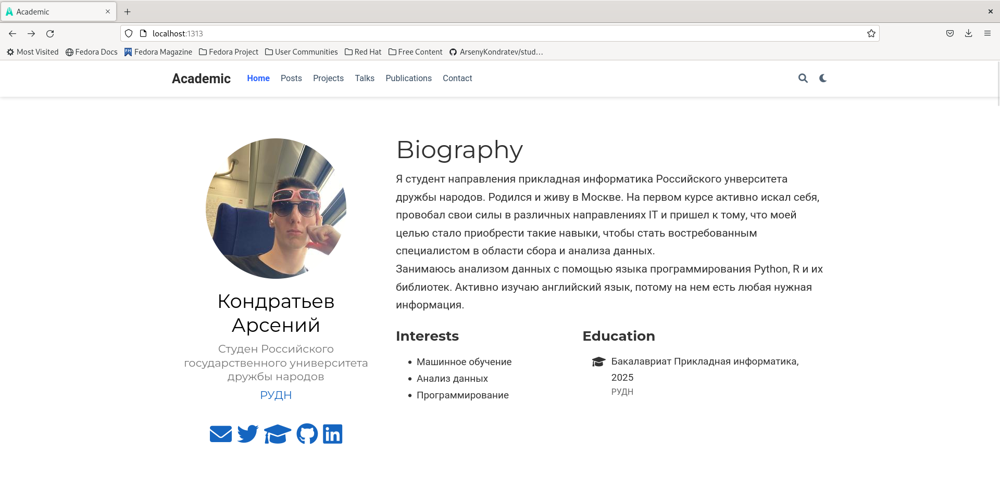 Academic
localhost:1313
Most Visited Fedora Docs Fedora Magazine Fedora Project User Communities Red Hat Free Content ArsenyKondratev/stud…
Academic Home Posts Projects Talks Publications Contact
Biography
Я студент направления прикладная информатика Российского унверситета
дружбы народов. Родился и живу в Москве. На первом курсе активно искал себя,
провобал свои силы в различных направлениях IT и пришел к тому, что моей
целью стало приобрести такие навыки, чтобы стать востребованным
специалистом в области сбора и анализа данных.
Занимаюсь анализом данных с помощью языка программирования Python, R и их
библиотек. Активно изучаю английский язык, потому на нем есть любая нужная
информация.
Кондратьев
Арсений
Студен Российского
государственного университета
дружбы народов
РУДН
Interests
Машинное обучение
Анализ данных
Программирование
Education
Бакалавриат Прикладная информатика,
2025
РУДН